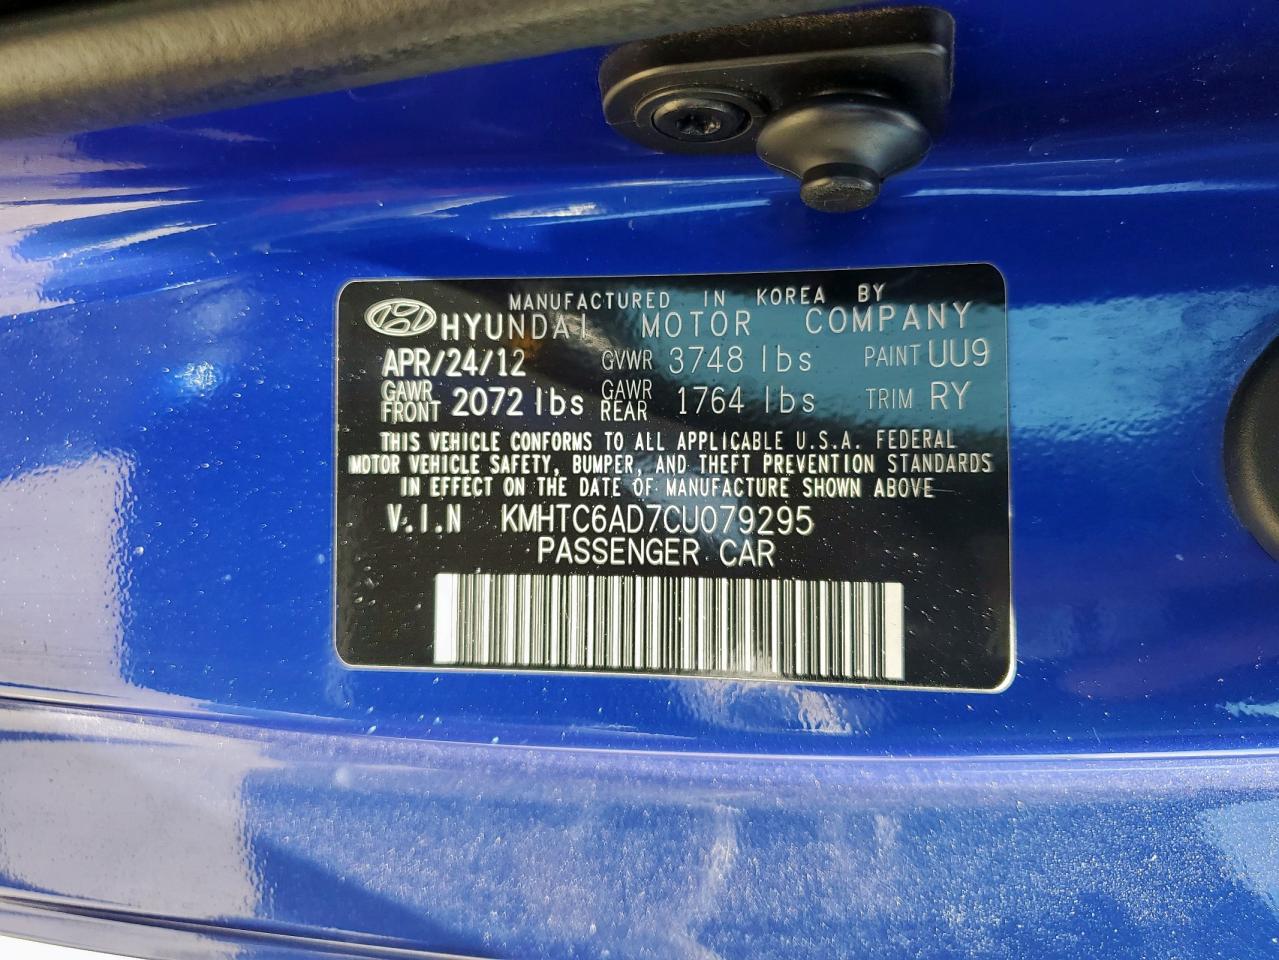 MANUFACTURED IN KOREA BY
HYUNDAI MOTOR COMPANY
APR/24/12 GVWR 3748 lbs PAINT UU9
GAWR FRONT 2072 lbs GAWR REAR 1764 lbs TRIM RY
THIS VEHICLE CONFORMS TO ALL APPLICABLE U.S.A. FEDERAL
MOTOR VEHICLE SAFETY, BUMPER, AND THEFT PREVENTION STANDARDS
IN EFFECT ON THE DATE OF MANUFACTURE SHOWN ABOVE
V.I.N KMHTC6AD7CU079295
PASSENGER CAR